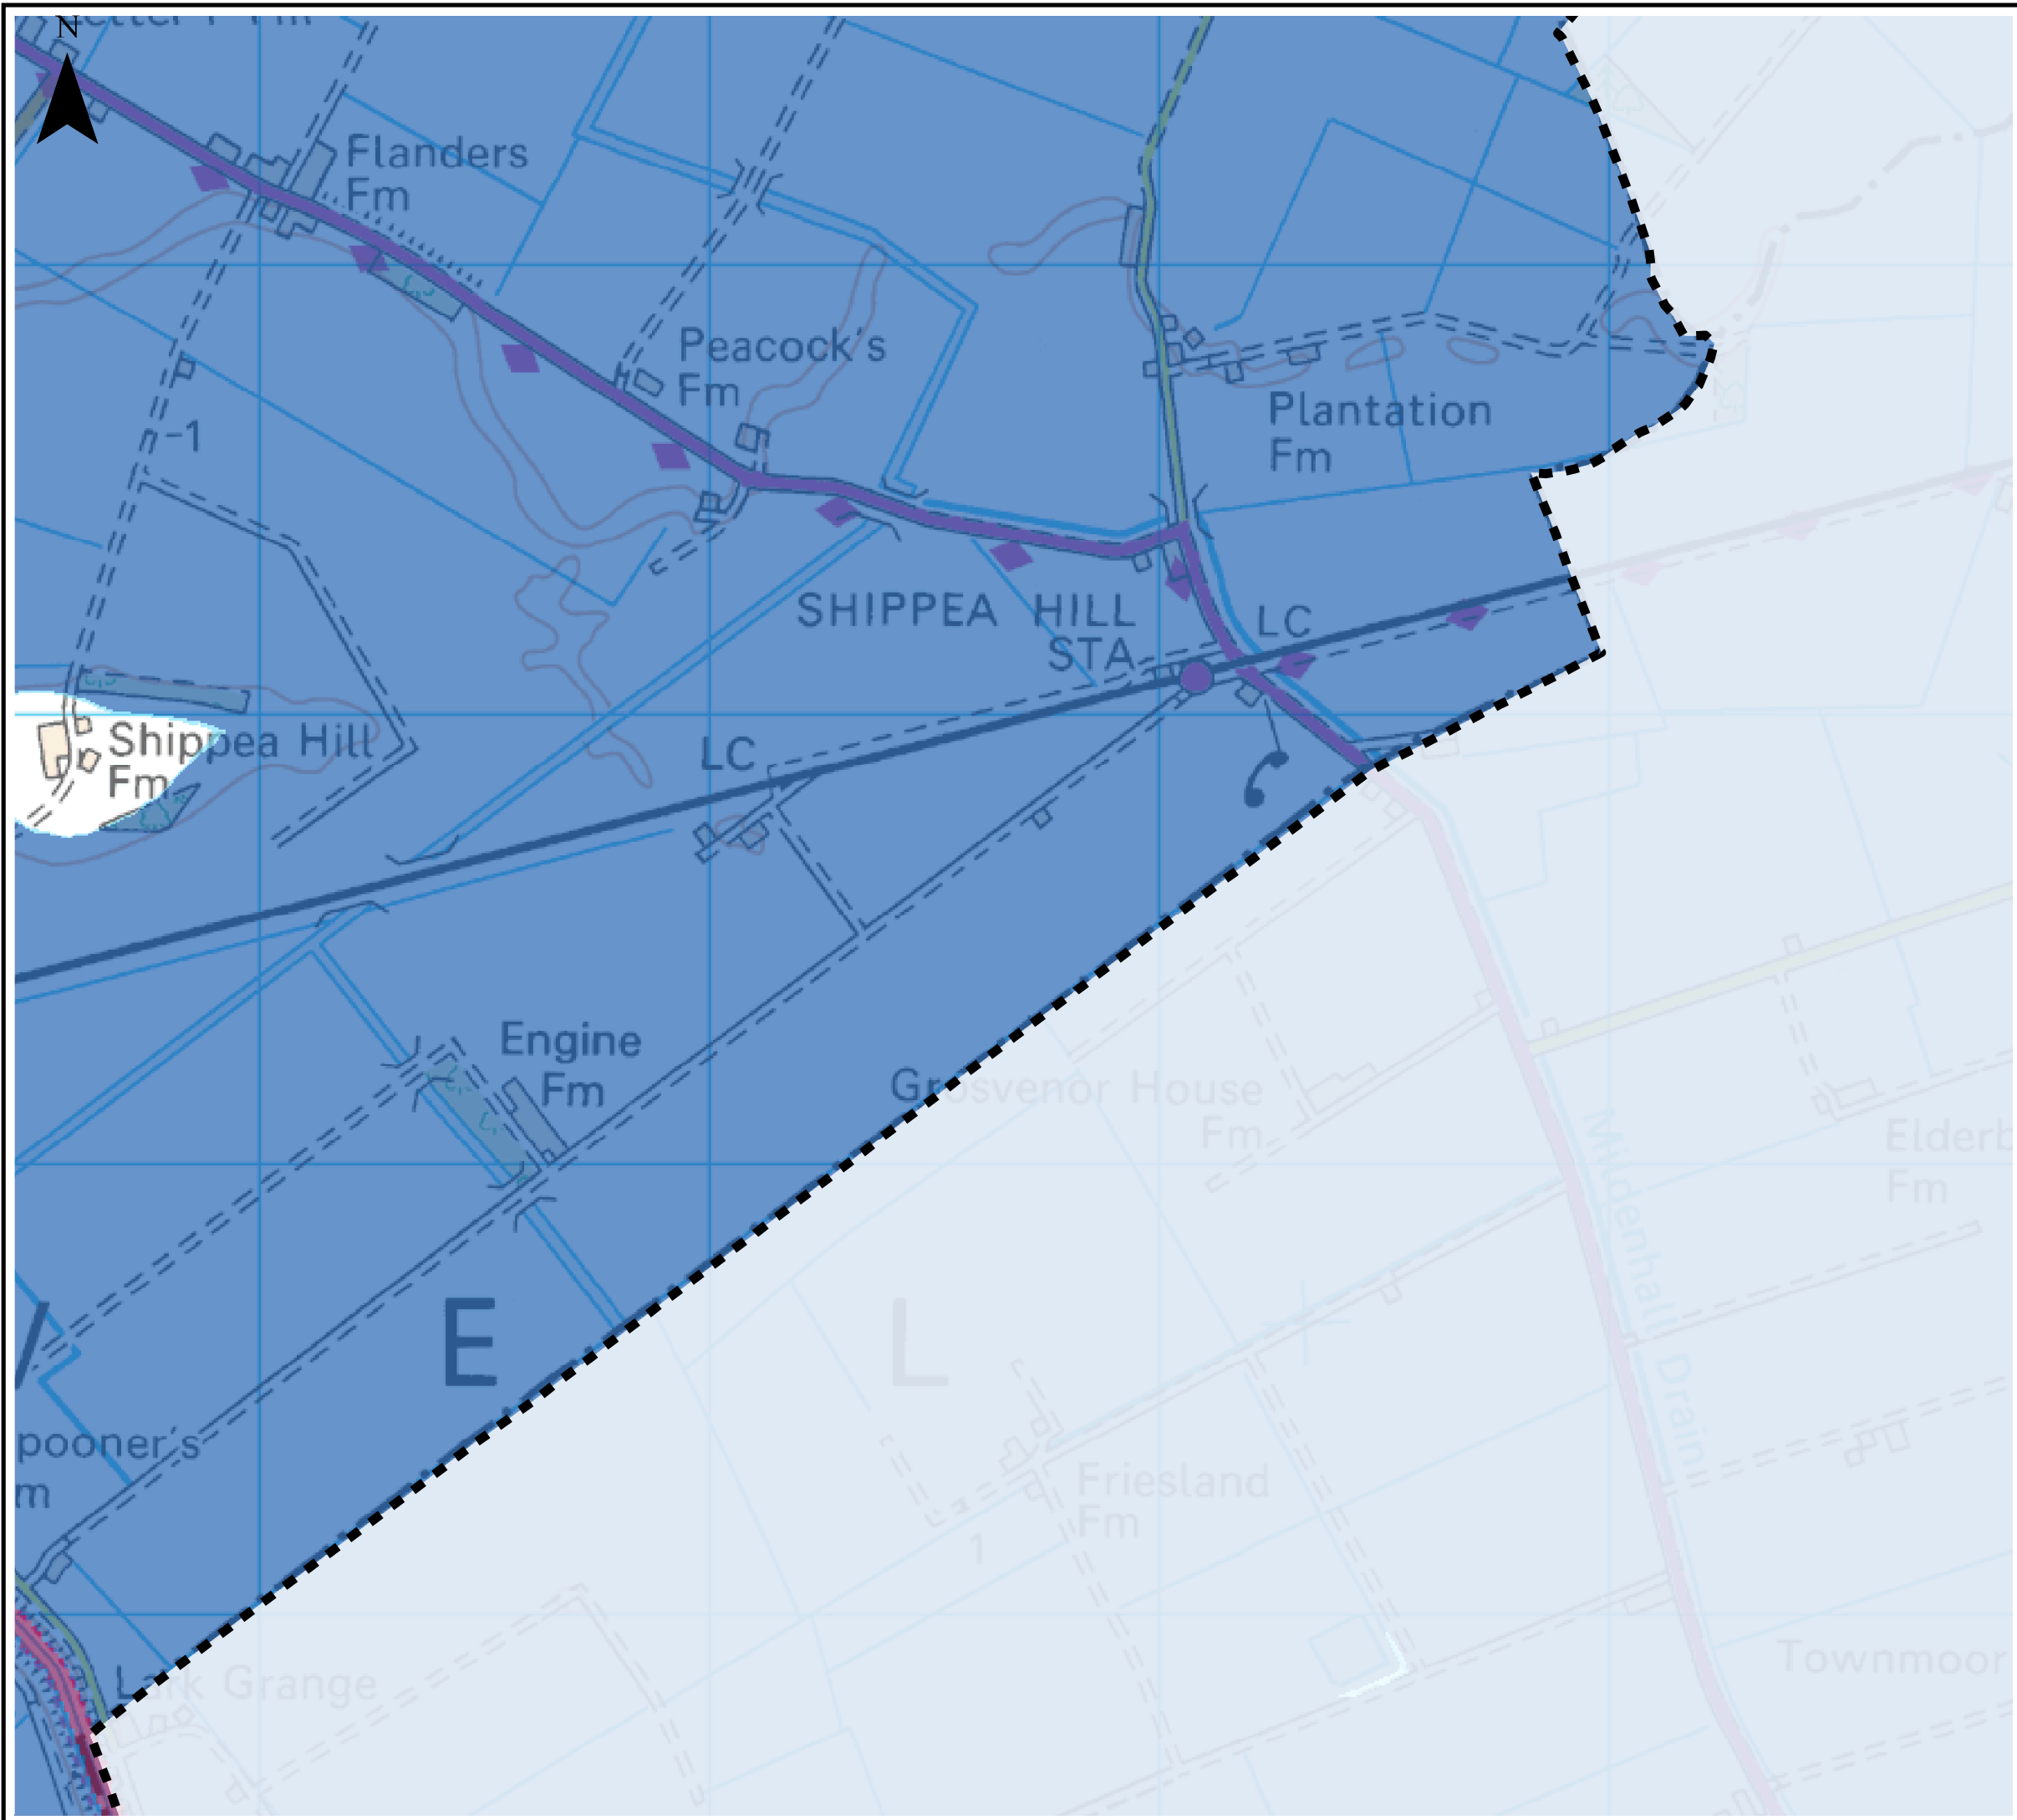 N
Flanders
Fm
Peacock's
Fm
Plantation
Fm
-1
SHIPPEA HILL
STA
LC
Shippea Hill
Fm
LC
Engine
Fm
Grosvenor House
Fm
Mildenhall Drain
E
L
Friesland
Fm
1
Lark Grange
Townmoor
Fm